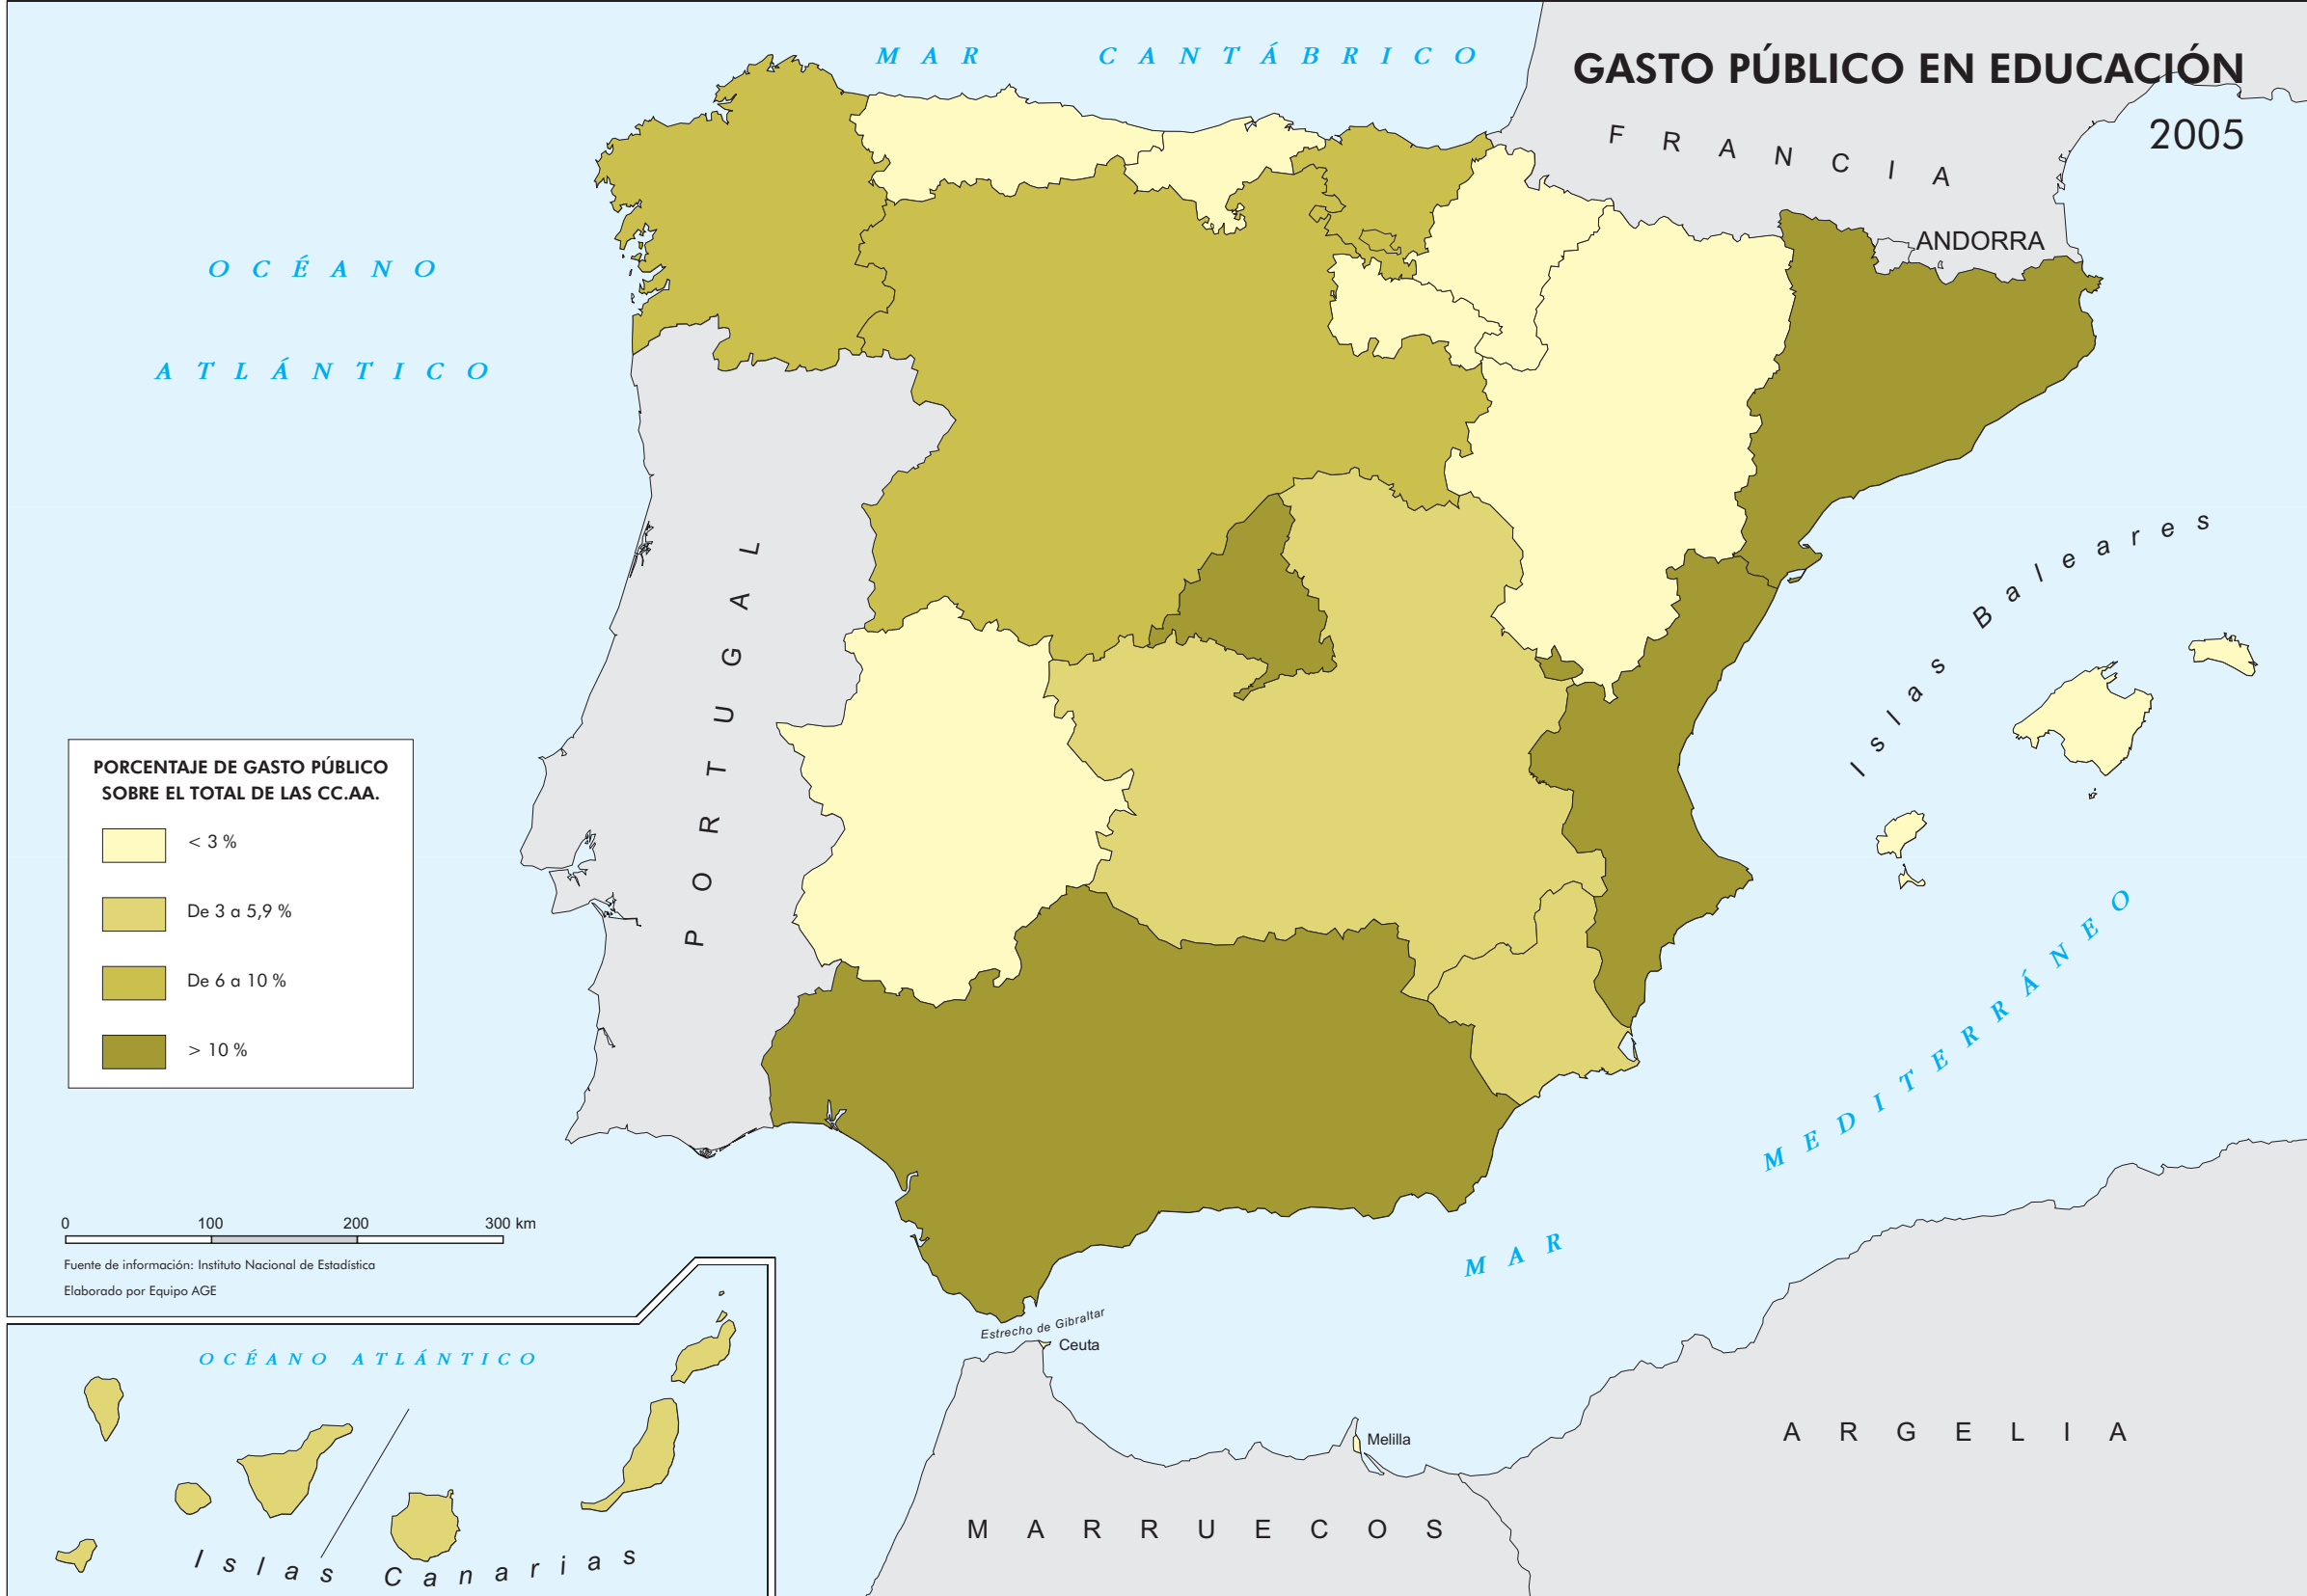 GASTO PÚBLICO EN EDUCACIÓN
2005
MAR CANTÁBRICO
FRANCIA
ANDORRA
OCÉANO
ATLÁNTICO
PORTUGAL
Islas Baleares
MAR MEDITERRÁNEO
PORCENTAJE DE GASTO PÚBLICO
SOBRE EL TOTAL DE LAS CC.AA.
< 3 %
De 3 a 5,9 %
De 6 a 10 %
> 10 %
0 100 200 300 km
Fuente de información: Instituto Nacional de Estadística
Elaborado por Equipo AGE
Estrecho de Gibraltar
Ceuta
Melilla
OCÉANO ATLÁNTICO
Islas Canarias
MARRUECOS
ARGELIA